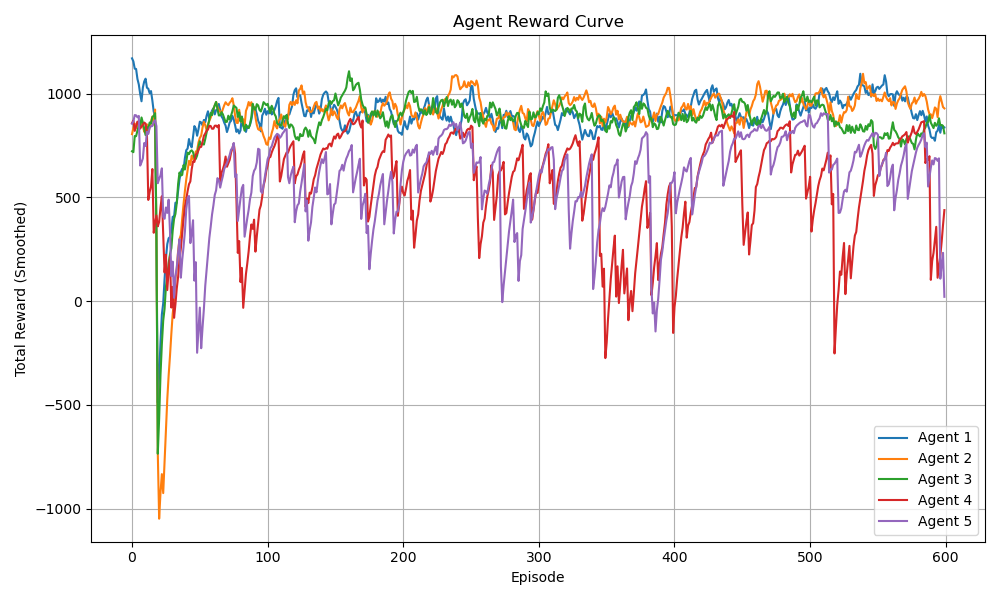 Agent Reward Curve
Total Reward (Smoothed)
1000
500
0
−500
−1000
0 100 200 300 400 500 600
Episode
Agent 1
Agent 2
Agent 3
Agent 4
Agent 5